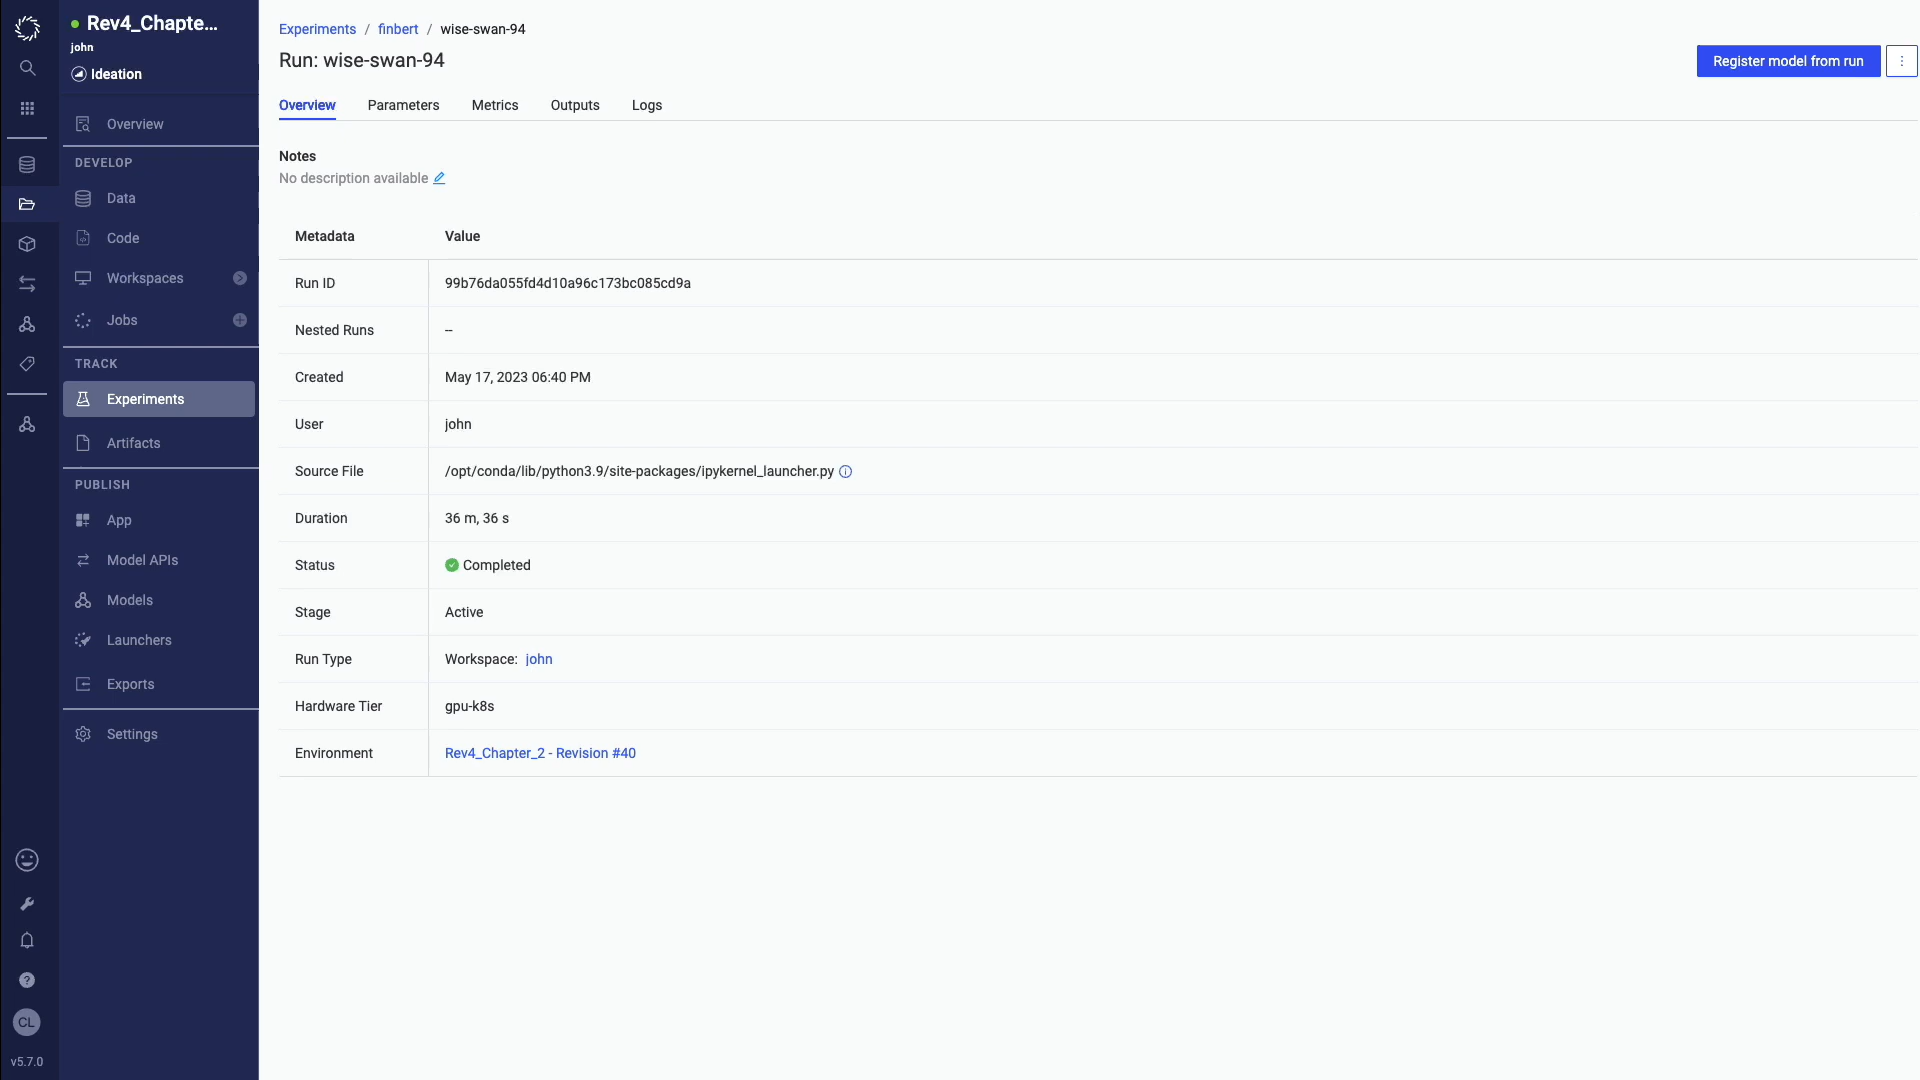 Rev4_Chapte...
john
Ideation
Overview
DEVELOP
Data
Code
Workspaces
Jobs
TRACK
Experiments
Artifacts
PUBLISH
App
Model APIs
Models
Launchers
Exports
Settings
CL
v5.7.0
Experiments / finbert / wise-swan-94
Run: wise-swan-94
Register model from run
Overview Parameters Metrics Outputs Logs
Notes
No description available
Metadata Value
Run ID 99b76da055fd4d10a96c173bc085cd9a
Nested Runs --
Created May 17, 2023 06:40 PM
User john
Source File /opt/conda/lib/python3.9/site-packages/ipykernel_launcher.py
Duration 36 m, 36 s
Status Completed
Stage Active
Run Type Workspace: john
Hardware Tier gpu-k8s
Environment Rev4_Chapter_2 - Revision #40